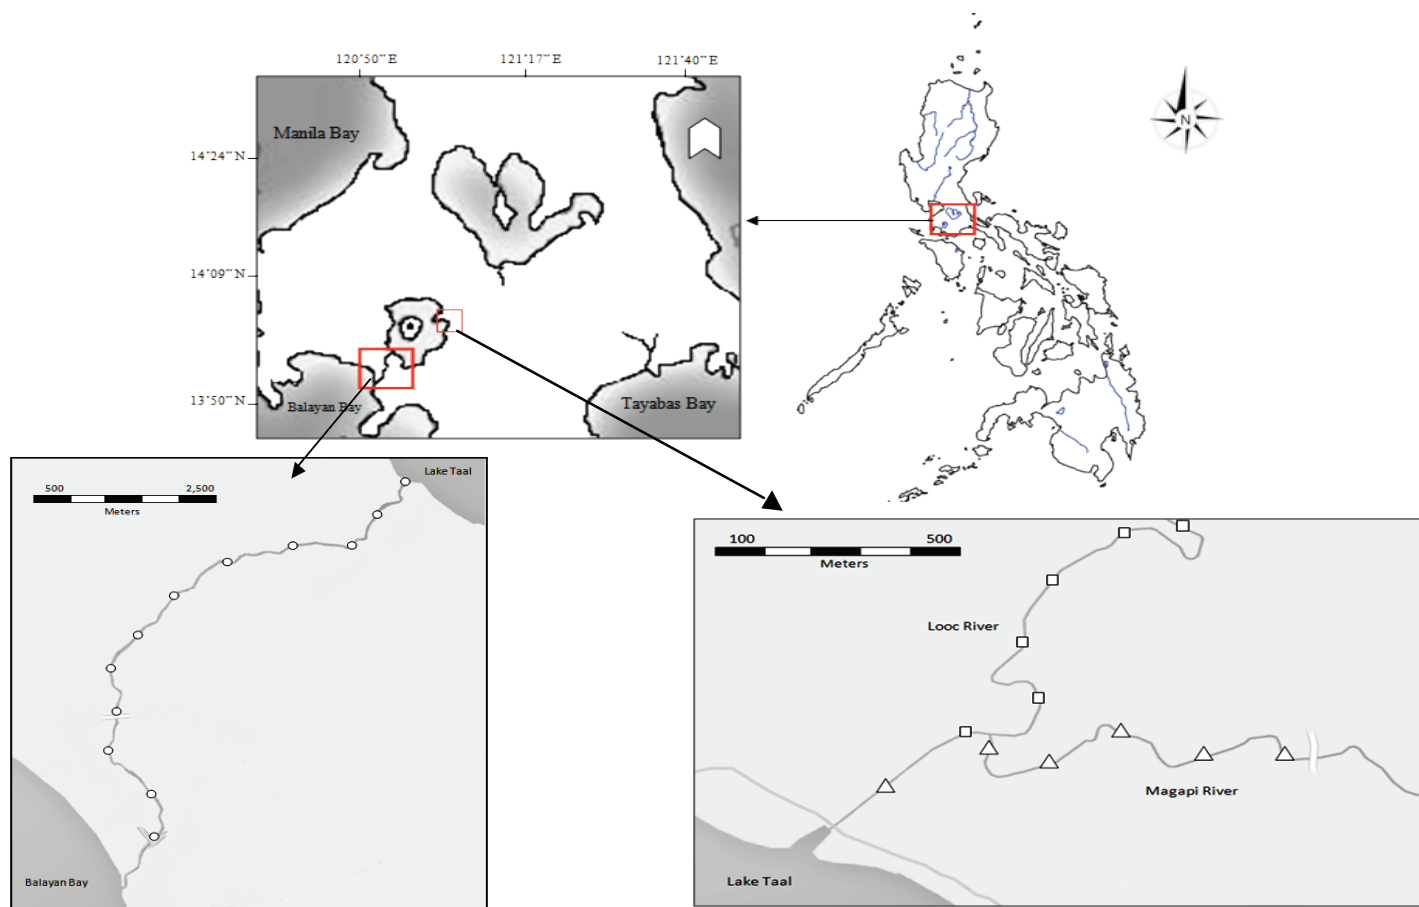 120°50”E
121°17”E
121°40”E
Manila Bay
N
14°24”N
14°09”N
13°50”N
Balayan Bay
Tayabas Bay
Lake Taal
500
2,500
Meters
Balayan Bay
100
500
Meters
Looc River
Magapi River
Lake Taal